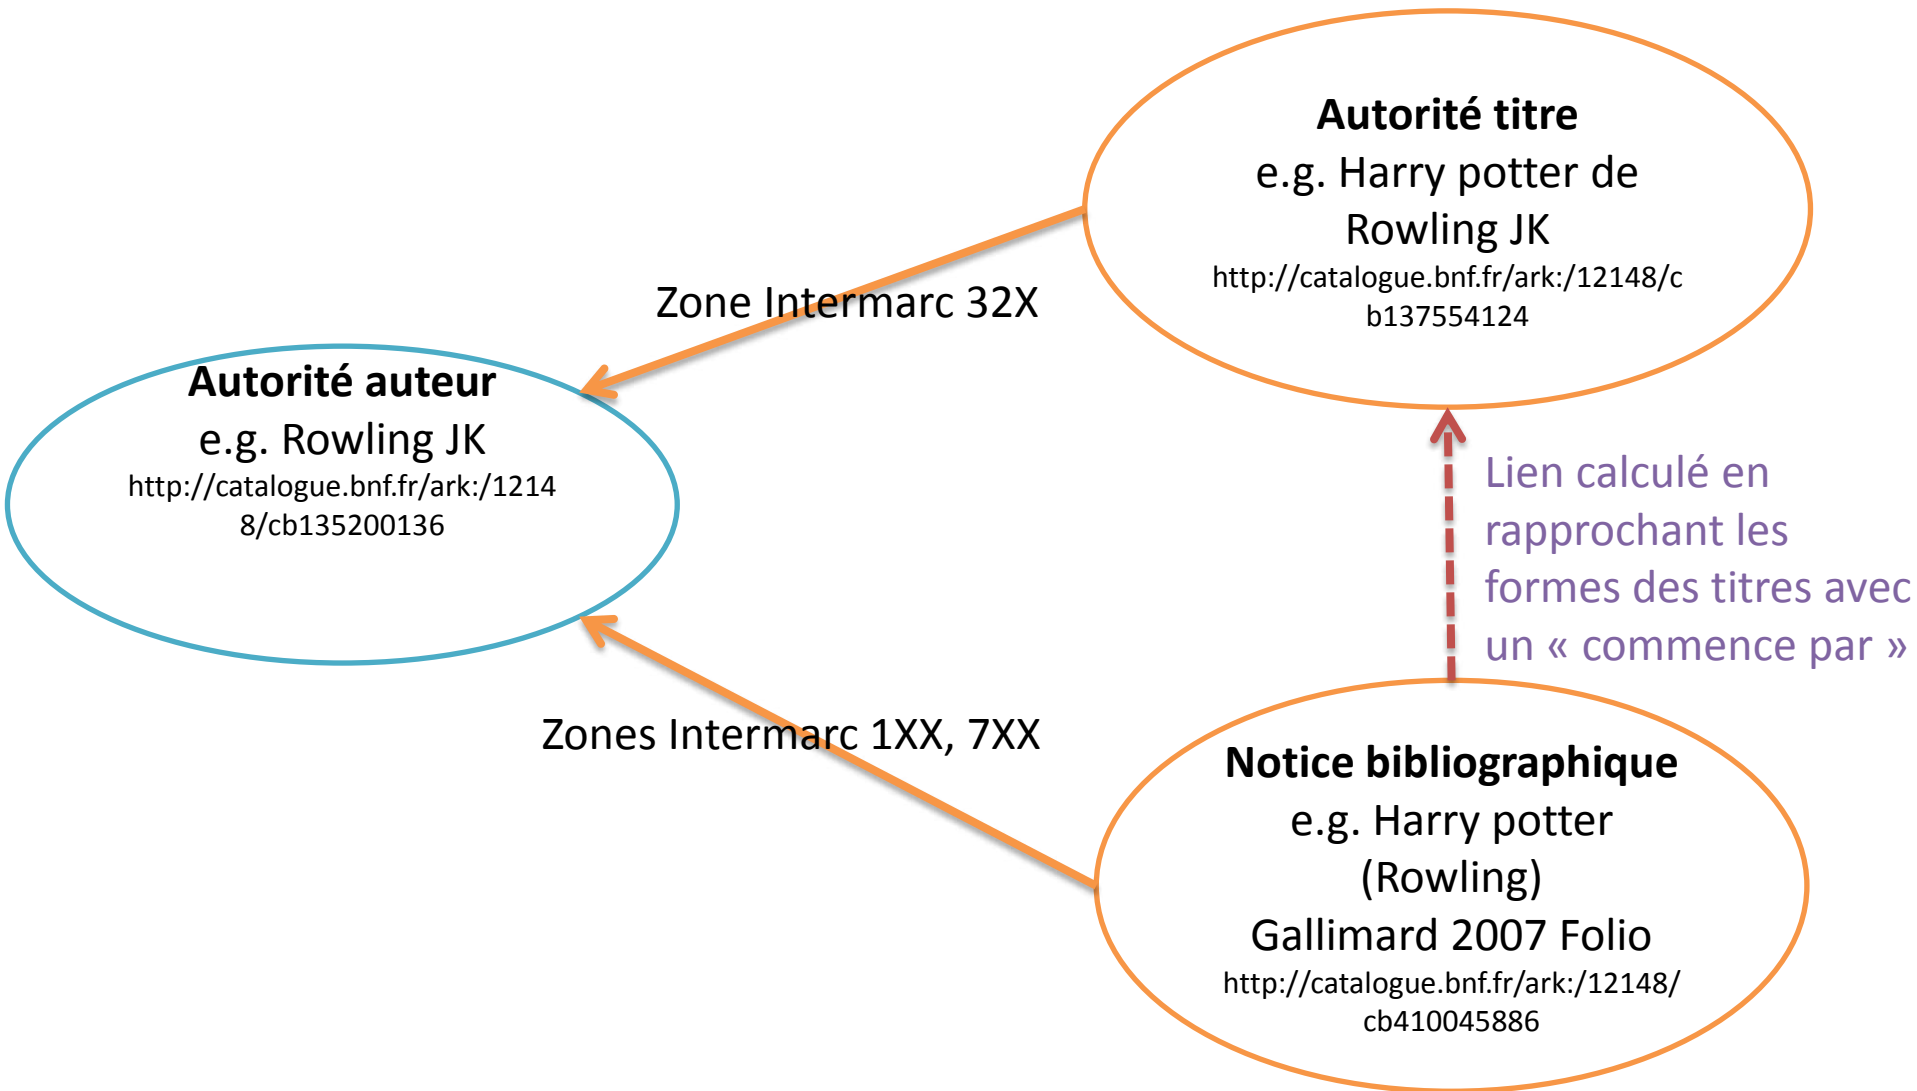 Autorité titre
e.g. Harry potter de
Rowling JK
http://catalogue.bnf.fr/ark:/12148/c
b137554124
Zone Intermarc 32X
Autorité auteur
e.g. Rowling JK
http://catalogue.bnf.fr/ark:/1214
8/cb135200136
Lien calculé en
rapprochant les
formes des titres avec
un « commence par »
Zones Intermarc 1XX, 7XX
Notice bibliographique
e.g. Harry potter
(Rowling)
Gallimard 2007 Folio
http://catalogue.bnf.fr/ark:/12148/
cb410045886